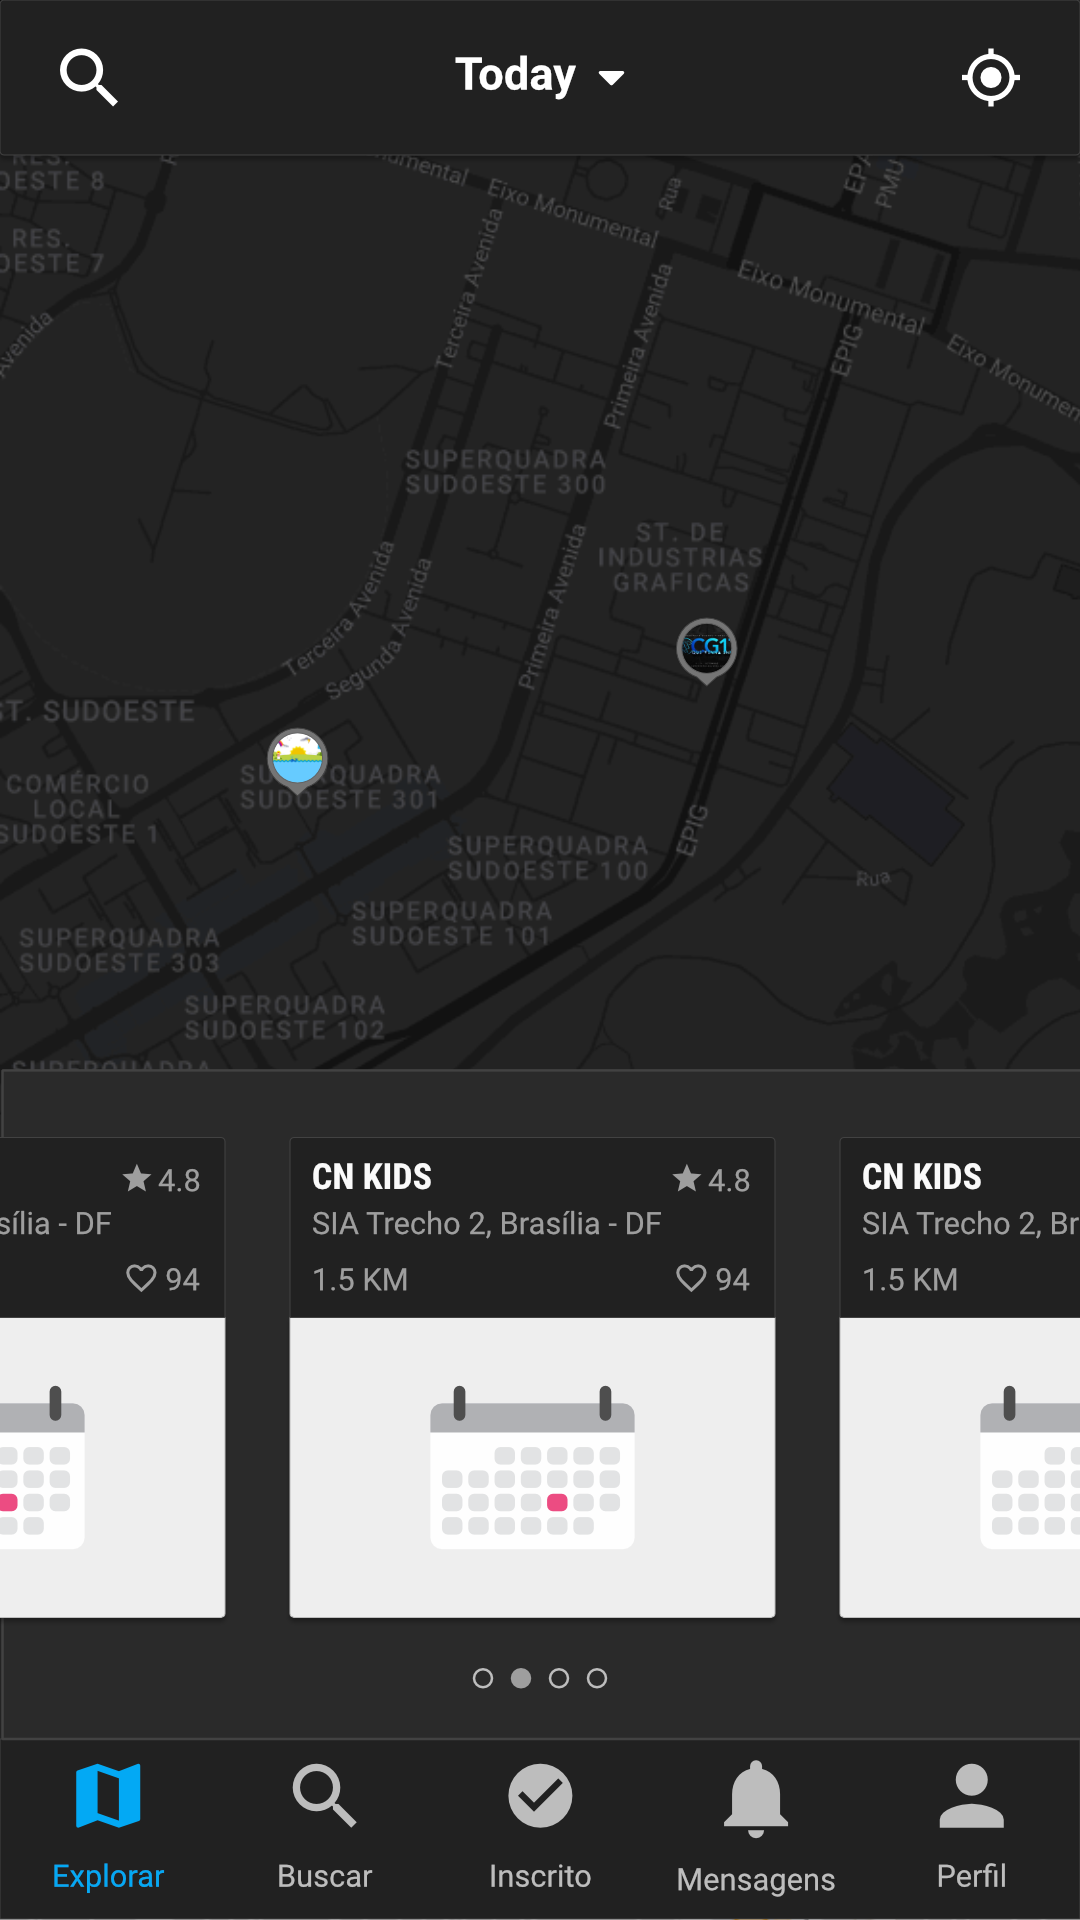 Today
RES.
OESTE 8
RES.
OESTE 7
Avenida
numental
Eixo Monumental
Rua
EPA
PMU
Terceira Avenida
Primeira Avenida
Eixo Monumental
EPIG
Eixo Monumen
SUPERQUADRA
SUDOESTE 300
ST. DE
INDUSTRIAS
GRAFICAS
Terceira Avenida
Segunda Avenida
Primeira Avenida
CG1
ST. SUDOESTE
COMÉRCIO
LOCAL
SUDOESTE 1
SU QUADRA
SUDOESTE 301
EPIG
SUPERQUADRA
SUDOESTE 100
Rua
SUPERQUADRA
SUDOESTE 101
SUPERQUADRA
SUDOESTE 303
SUPERQUADRA
SUDOESTE 102
SUPERQUADRA
4.8
sília - DF
94
CN KIDS
4.8
SIA Trecho 2, Brasília - DF
1.5 KM
94
CN KIDS
SIA Trecho 2, Br
1.5 KM
Explorar
Buscar
Inscrito
Mensagens
Perfil